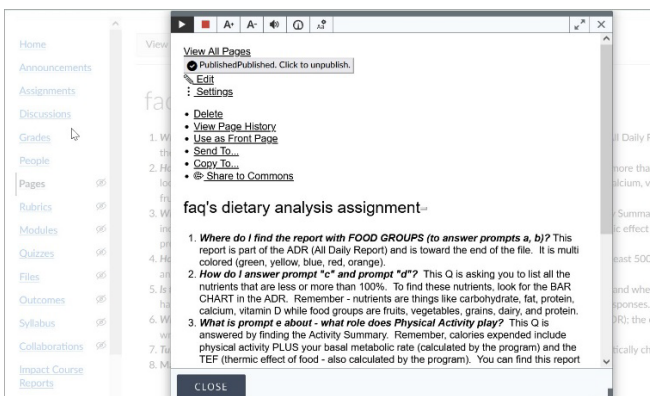 Home
Announcements
Assignments
Discussions
Grades
People
Pages
Rubrics
Modules
Quizzes
Files
Outcomes
Syllabus
Collaborations
Impact Course
Reports
View
faq
A+ A-
View All Pages
PublishedPublished. Click to unpublish.
Edit
Settings
• Delete
• View Page History
• Use as Front Page
• Send To...
• Copy To...
• Share to Commons
faq's dietary analysis assignment
1. Where do I find the report with FOOD GROUPS (to answer prompts a, b)? This
report is part of the ADR (All Daily Report) and is toward the end of the file. It is multi
colored (green, yellow, blue, red, orange).
2. How do I answer prompt "c" and prompt "d"? This Q is asking you to list all the
nutrients that are less or more than 100%. To find these nutrients, look for the BAR
CHART in the ADR. Remember - nutrients are things like carbohydrate, fat, protein,
calcium, vitamin D while food groups are fruits, vegetables, grains, dairy, and protein.
3. What is prompt e about - what role does Physical Activity play? This Q is
answered by finding the Activity Summary. Remember, calories expended include
physical activity PLUS your basal metabolic rate (calculated by the program) and the
TEF (thermic effect of food - also calculated by the program). You can find this report
CLOSE